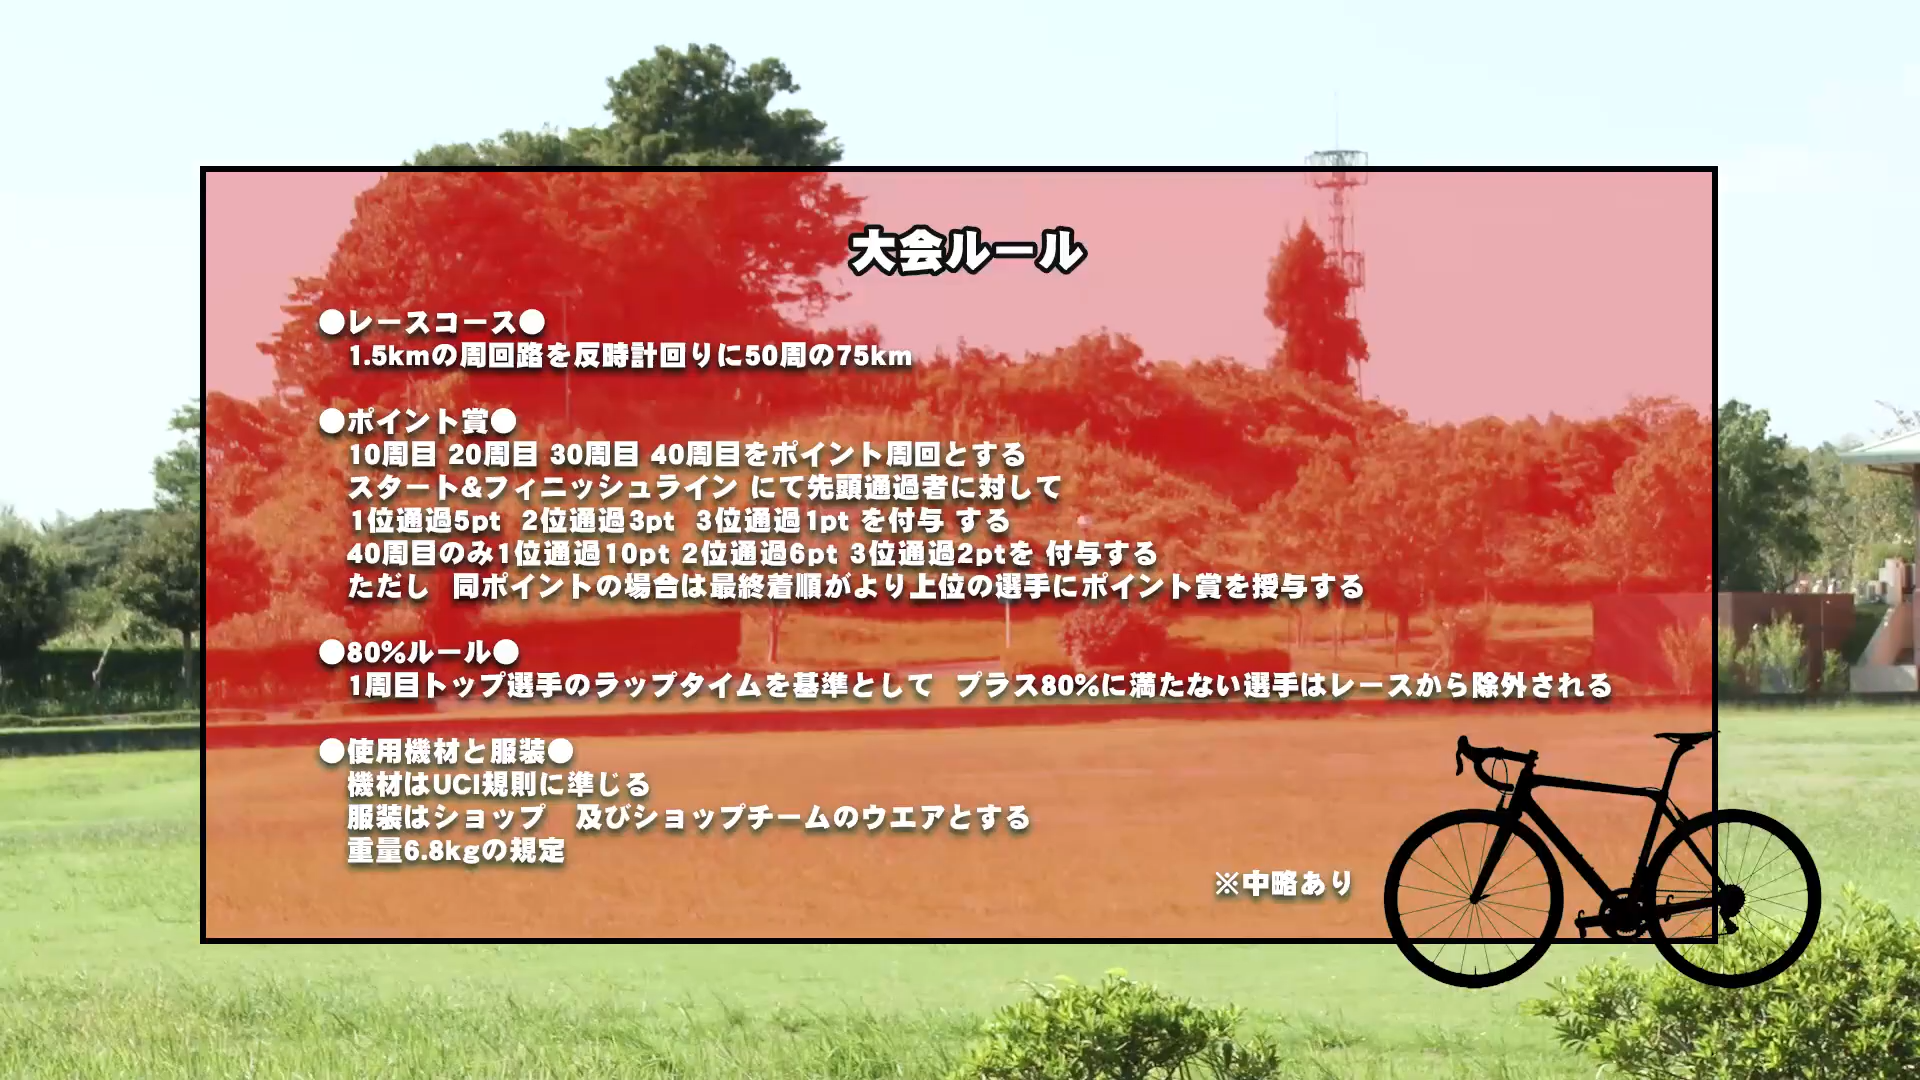 大会ルール
●レースコース●
1.5kmの周回路を反時計回りに50周の75km
●ポイント賞●
10周目 20周目 30周目 40周目をポイント周回とする
スタート&フィニッシュライン にて先頭通過者に対して
1位通過5pt 2位通過3pt 3位通過1pt を付与 する
40周目のみ1位通過10pt 2位通過6pt 3位通過2ptを 付与する
ただし 同ポイントの場合は最終着順がより上位の選手にポイント賞を授与する
●80%ルール●
1周目トップ選手のラップタイムを基準として プラス80%に満たない選手はレースから除外される
●使用機材と服装●
機材はUCI規則に準じる
服装はショップ 及びショップチームのウエアとする
重量6.8kgの規定
※中略あり